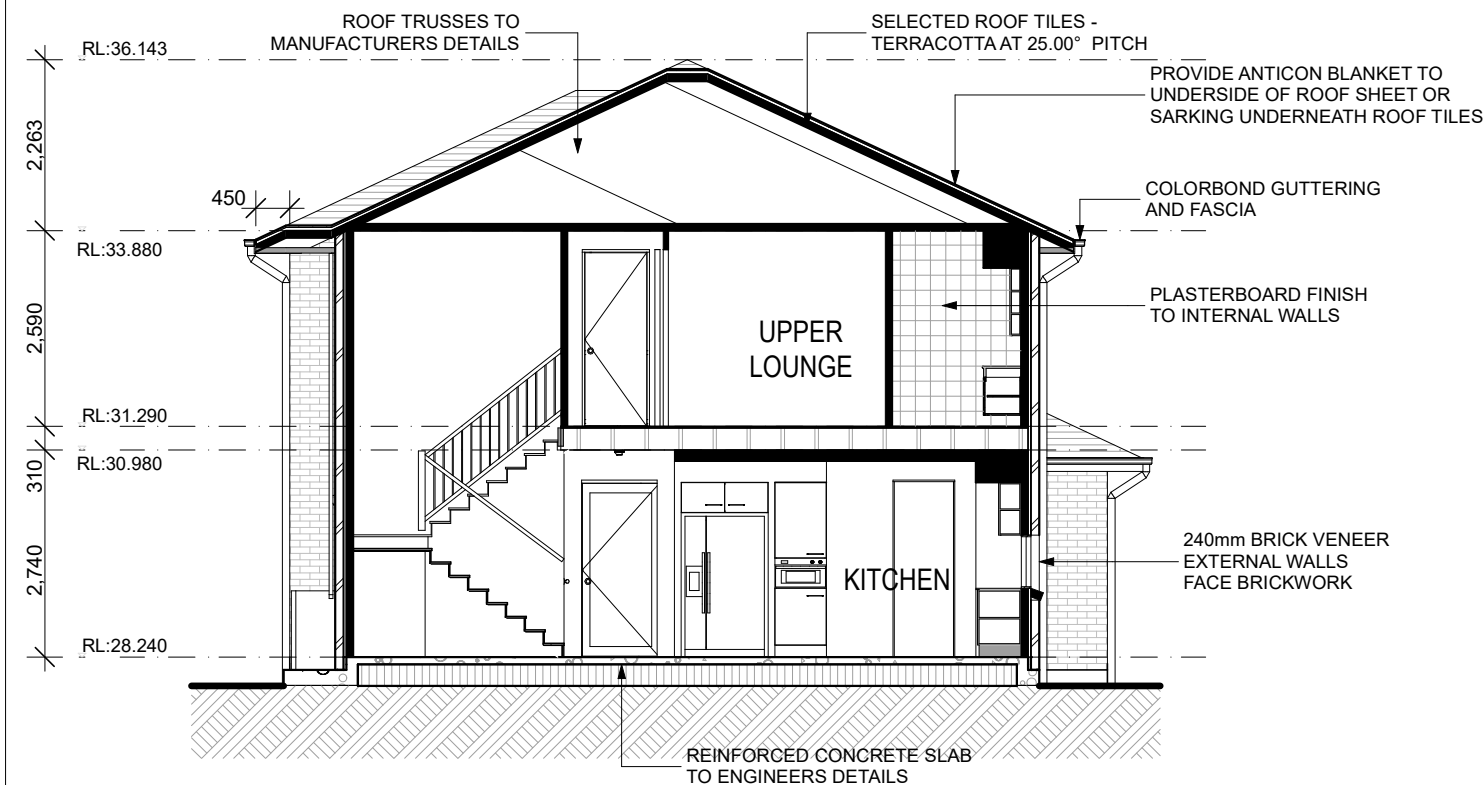 ROOF TRUSSES TO
MANUFACTURERS DETAILS
SELECTED ROOF TILES -
TERRACOTTA AT 25.00° PITCH
RL:36.143
PROVIDE ANTICON BLANKET TO
UNDERSIDE OF ROOF SHEET OR
SARKING UNDERNEATH ROOF TILES
2,263
450
COLORBOND GUTTERING
AND FASCIA
RL:33.880
PLASTERBOARD FINISH
TO INTERNAL WALLS
2,590
UPPER
LOUNGE
RL:31.290
310
RL:30.980
2,740
KITCHEN
240mm BRICK VENEER
EXTERNAL WALLS
FACE BRICKWORK
RL:28.240
REINFORCED CONCRETE SLAB
TO ENGINEERS DETAILS